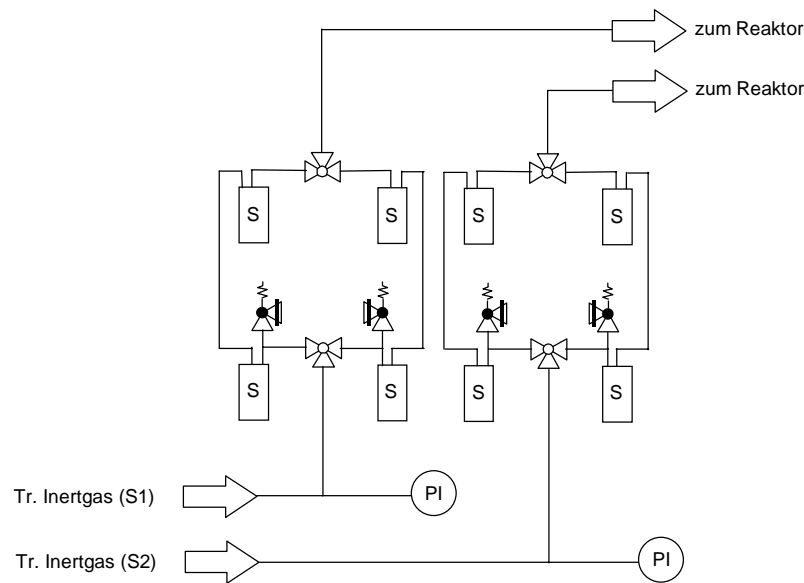 zum Reaktor
zum Reaktor
S S S S
S S S S
Tr. Inertgas (S1) PI
Tr. Inertgas (S2) PI